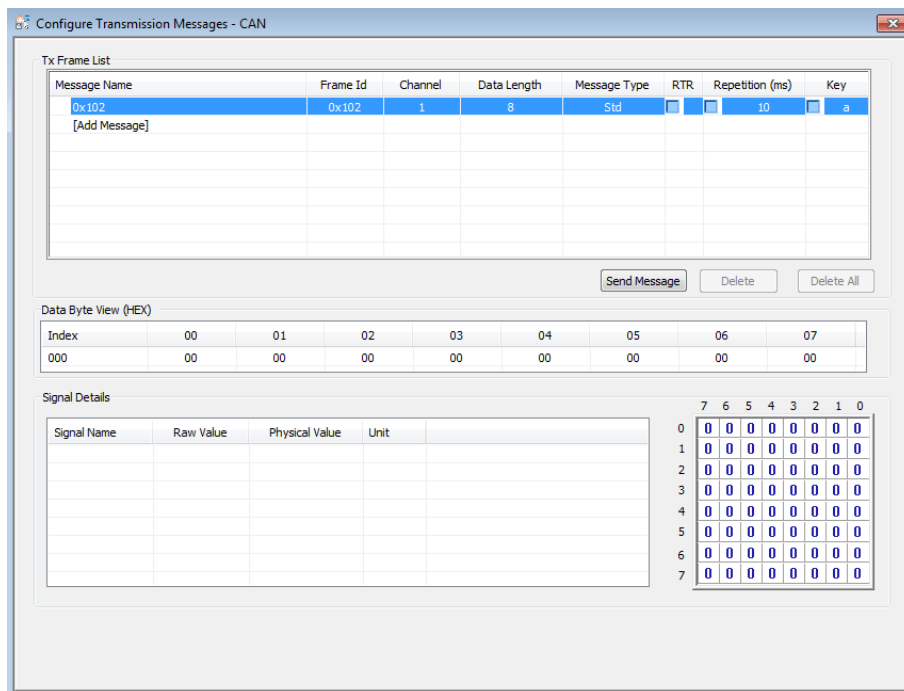 Configure Transmission Messages - CAN
Tx Frame List
Message Name Frame Id Channel Data Length Message Type RTR Repetition (ms) Key
0x102 0x102 1 8 Std 10 a
[Add Message]
Send Message Delete Delete All
Data Byte View (HEX)
Index 00 01 02 03 04 05 06 07
000 00 00 00 00 00 00 00 00
Signal Details
7 6 5 4 3 2 1 0
Signal Name Raw Value Physical Value Unit
0 0 0 0 0 0 0 0 0
1 0 0 0 0 0 0 0 0
2 0 0 0 0 0 0 0 0
3 0 0 0 0 0 0 0 0
4 0 0 0 0 0 0 0 0
5 0 0 0 0 0 0 0 0
6 0 0 0 0 0 0 0 0
7 0 0 0 0 0 0 0 0